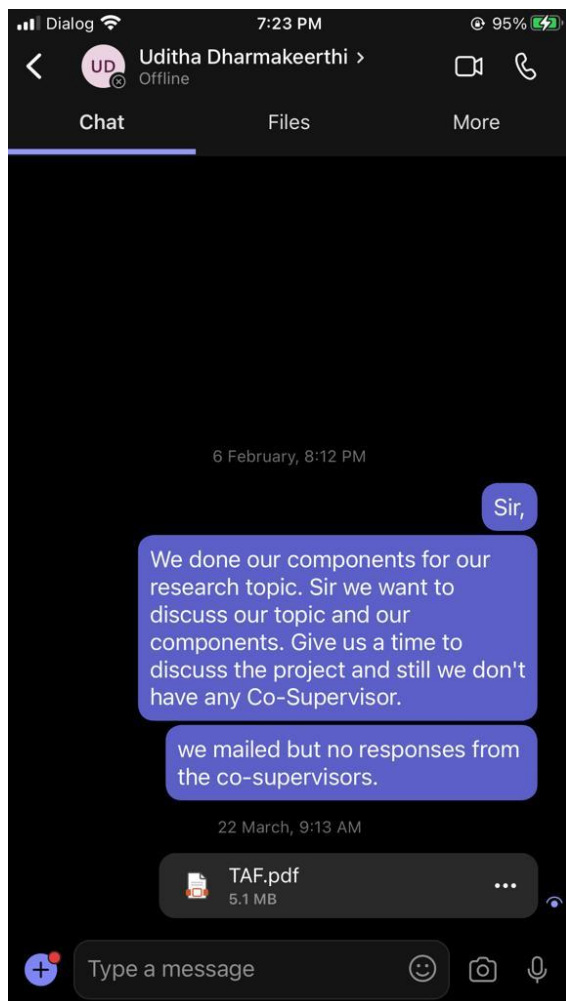 Dialog 7:23 PM 95%
Uditha Dharmakeerthi >
UD
Offline
Chat Files More
6 February, 8:12 PM
Sir,
We done our components for our
research topic. Sir we want to
discuss our topic and our
components. Give us a time to
discuss the project and still we don't
have any Co-Supervisor.
we mailed but no responses from
the co-supervisors.
22 March, 9:13 AM
TAF.pdf
5.1 MB
Type a message